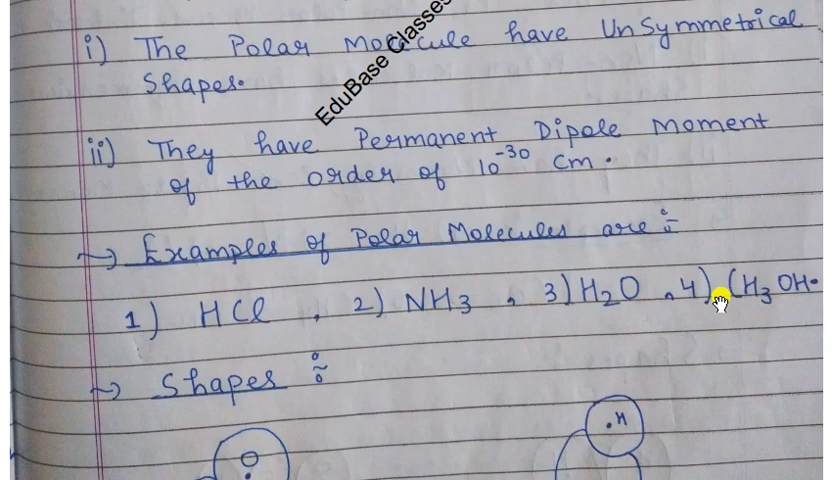 i) The Polar Molecule have UnSymmetrical
Shapes.
EduBase Classes
ii) They have Permanent Dipole Moment
of the order of 10^-30 cm.
→ Examples of Polar Molecules are :-
1) HCl , 2) NH3 , 3) H2O , 4) CH3OH.
→ Shapes :~
.H